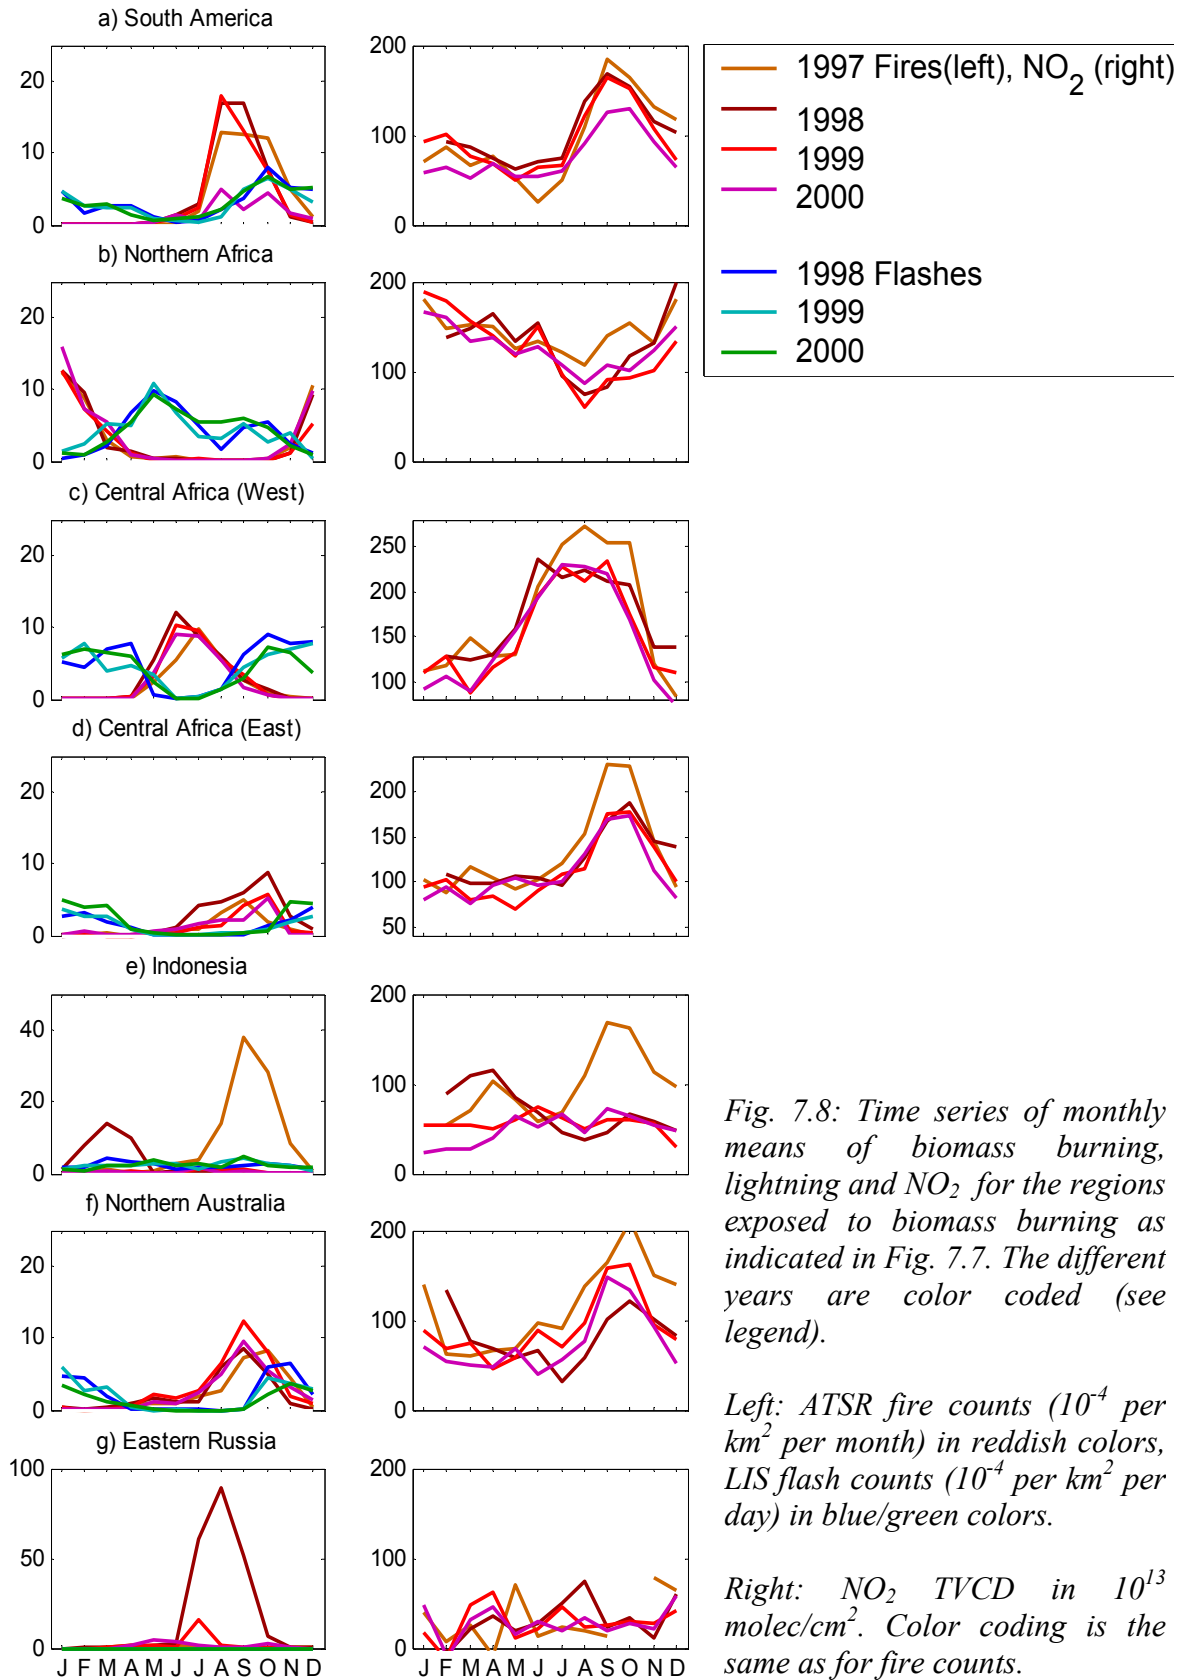 a) South America
20
10
0
200
100
0
1997 Fires(left), NO2 (right)
1998
1999
2000
1998 Flashes
1999
2000
b) Northern Africa
20
10
0
200
100
0
c) Central Africa (West)
20
10
0
250
200
150
100
d) Central Africa (East)
20
10
0
200
150
100
50
e) Indonesia
40
20
0
200
100
0
f) Northern Australia
20
10
0
200
100
0
g) Eastern Russia
100
50
0
J F M A M J J A S O N D
200
100
0
J F M A M J J A S O N D
Fig. 7.8: Time series of monthly
means of biomass burning,
lightning and NO2 for the regions
exposed to biomass burning as
indicated in Fig. 7.7. The different
years are color coded (see
legend).
Left: ATSR fire counts (10-4 per
km2 per month) in reddish colors,
LIS flash counts (10-4 per km2 per
day) in blue/green colors.
Right: NO2 TVCD in 1013
molec/cm2. Color coding is the
same as for fire counts.